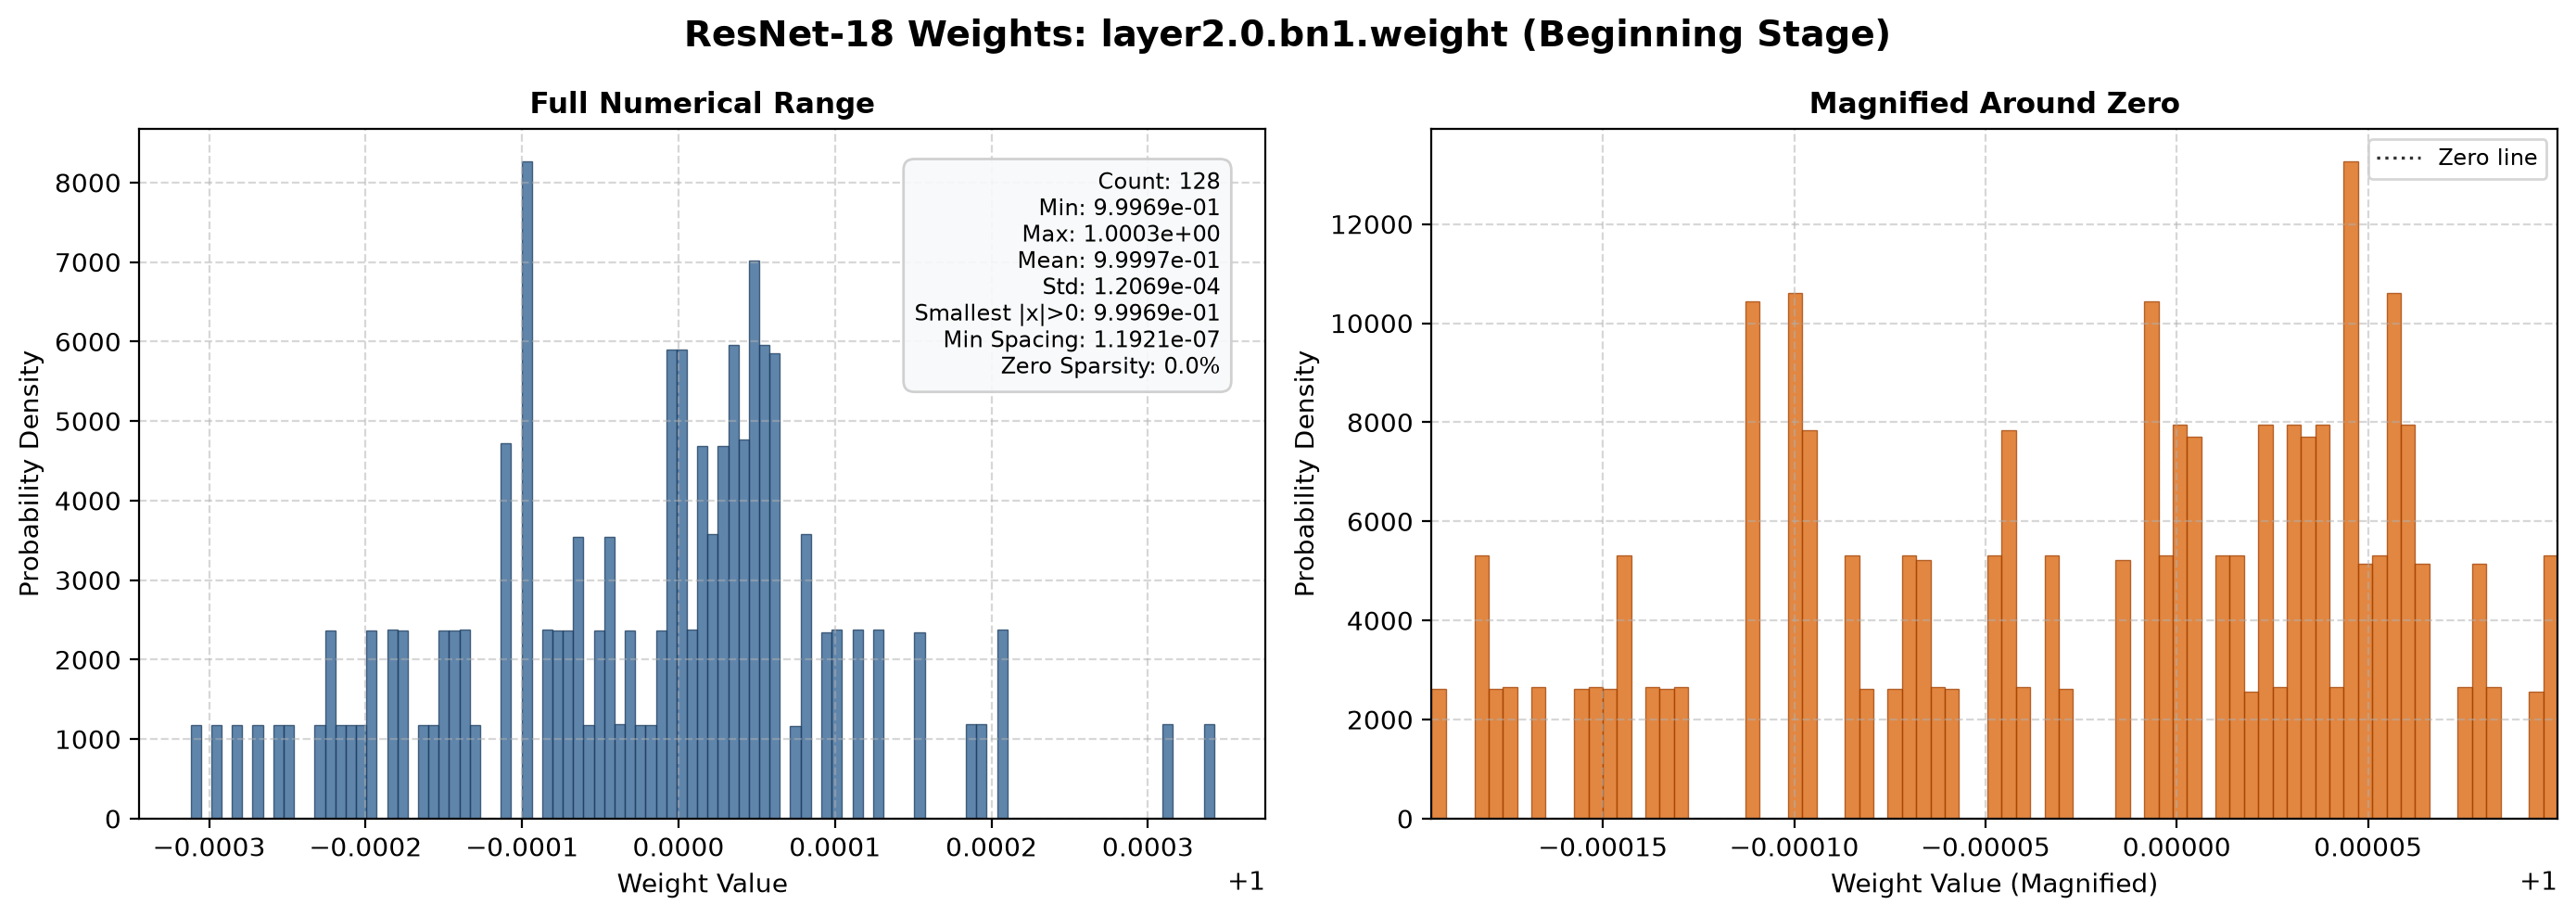 ResNet-18 Weights: layer2.0.bn1.weight (Beginning Stage)
Full Numerical Range
Probability Density
8000
7000
6000
5000
4000
3000
2000
1000
0
Count: 128
Min: 9.9969e-01
Max: 1.0003e+00
Mean: 9.9997e-01
Std: 1.2069e-04
Smallest |x|>0: 9.9969e-01
Min Spacing: 1.1921e-07
Zero Sparsity: 0.0%
−0.0003 −0.0002 −0.0001 0.0000 0.0001 0.0002 0.0003
+1
Weight Value
Magnified Around Zero
Zero line
Probability Density
12000
10000
8000
6000
4000
2000
0
−0.00015 −0.00010 −0.00005 0.00000 0.00005
+1
Weight Value (Magnified)